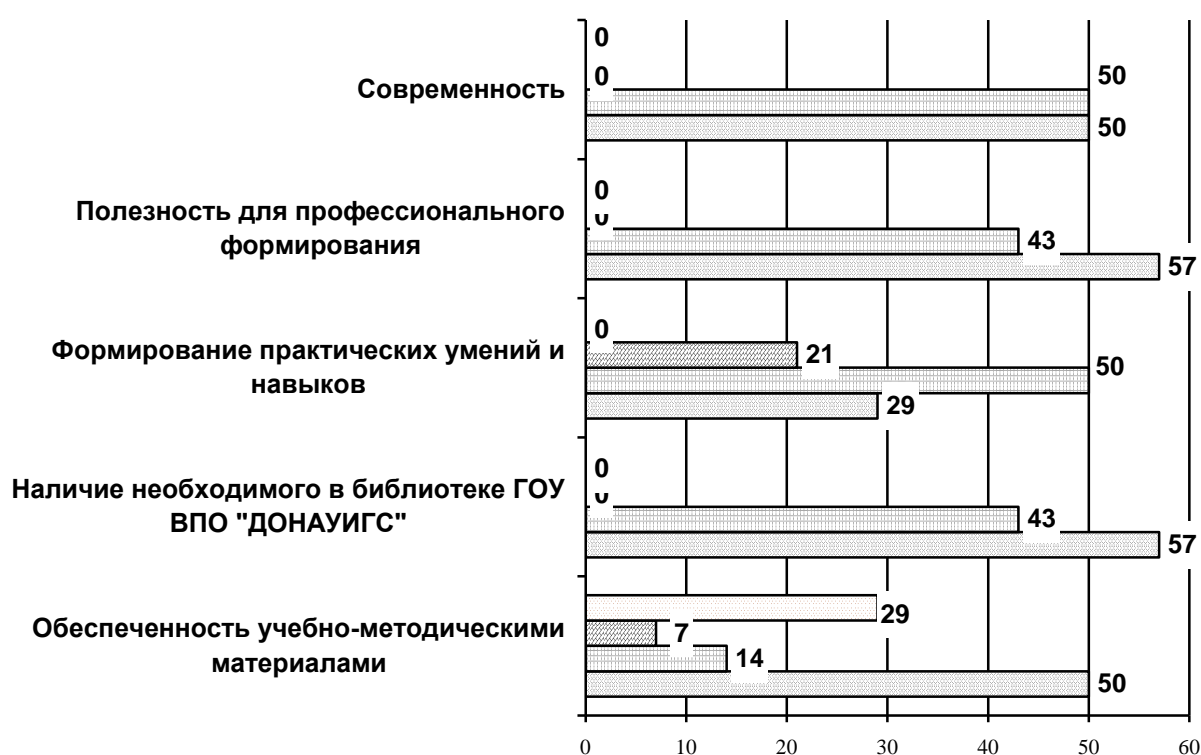 0
0
50
Современность
50
0
0
Полезность для профессионального
формирования
43
57
0
21
Формирование практических умений и
навыков
50
29
0
0
Наличие необходимого в библиотеке ГОУ
ВПО "ДОНАУИГС"
43
57
29
Обеспеченность учебно-методическими
материалами
7
14
50
0 10 20 30 40 50 60